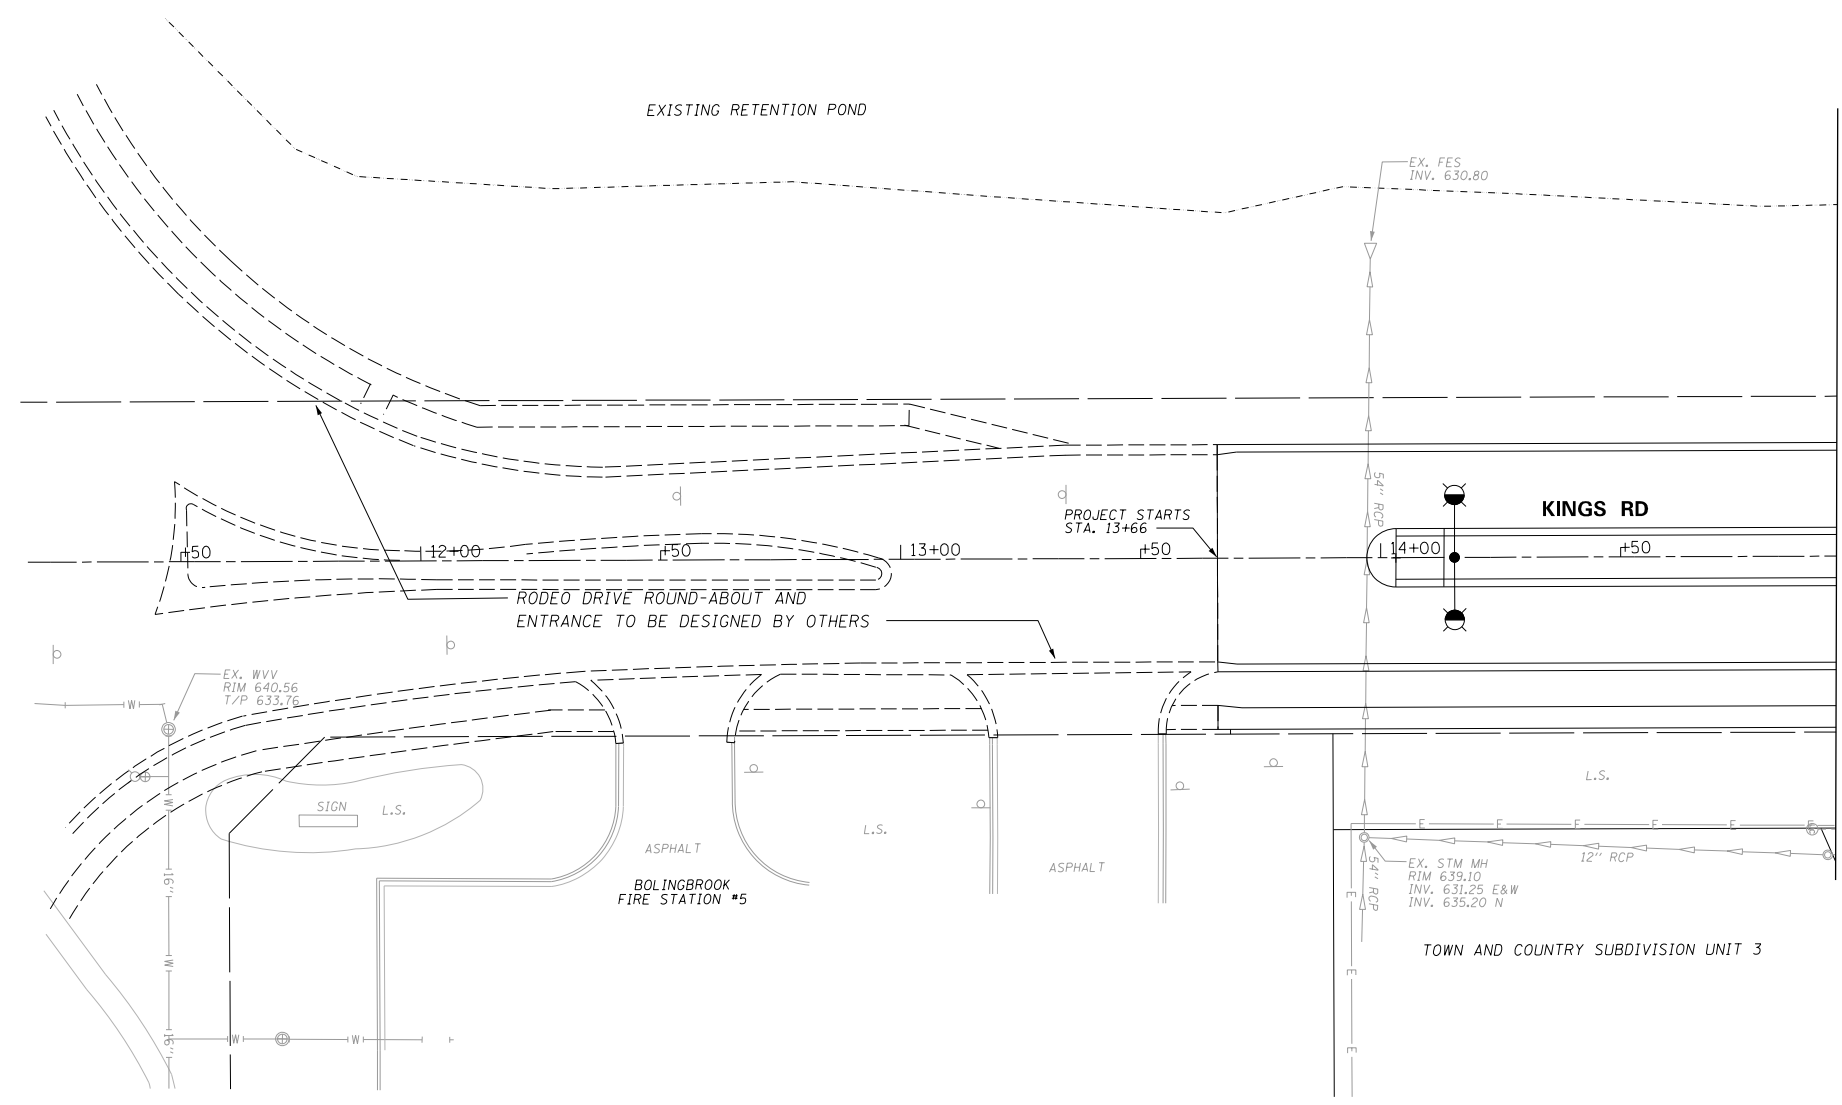 EXISTING RETENTION POND
EX. FES
INV. 630.80
54" RCP
KINGS RD
PROJECT STARTS
STA. 13+66
+50
12+00
+50
13+00
+50
14+00
+50
RODEO DRIVE ROUND-ABOUT AND
ENTRANCE TO BE DESIGNED BY OTHERS
EX. WVV
RIM 640.56
T/P 633.76
W
W
SIGN
L.S.
L.S.
L.S.
ASPHALT
ASPHALT
BOLINGBROOK
FIRE STATION #5
E
E
E
E
E
E
12" RCP
EX. STM MH
RIM 639.10
INV. 631.25 E&W
INV. 635.20 N
54" RCP
16"
E
TOWN AND COUNTRY SUBDIVISION UNIT 3
W
E
16"
W
W
E